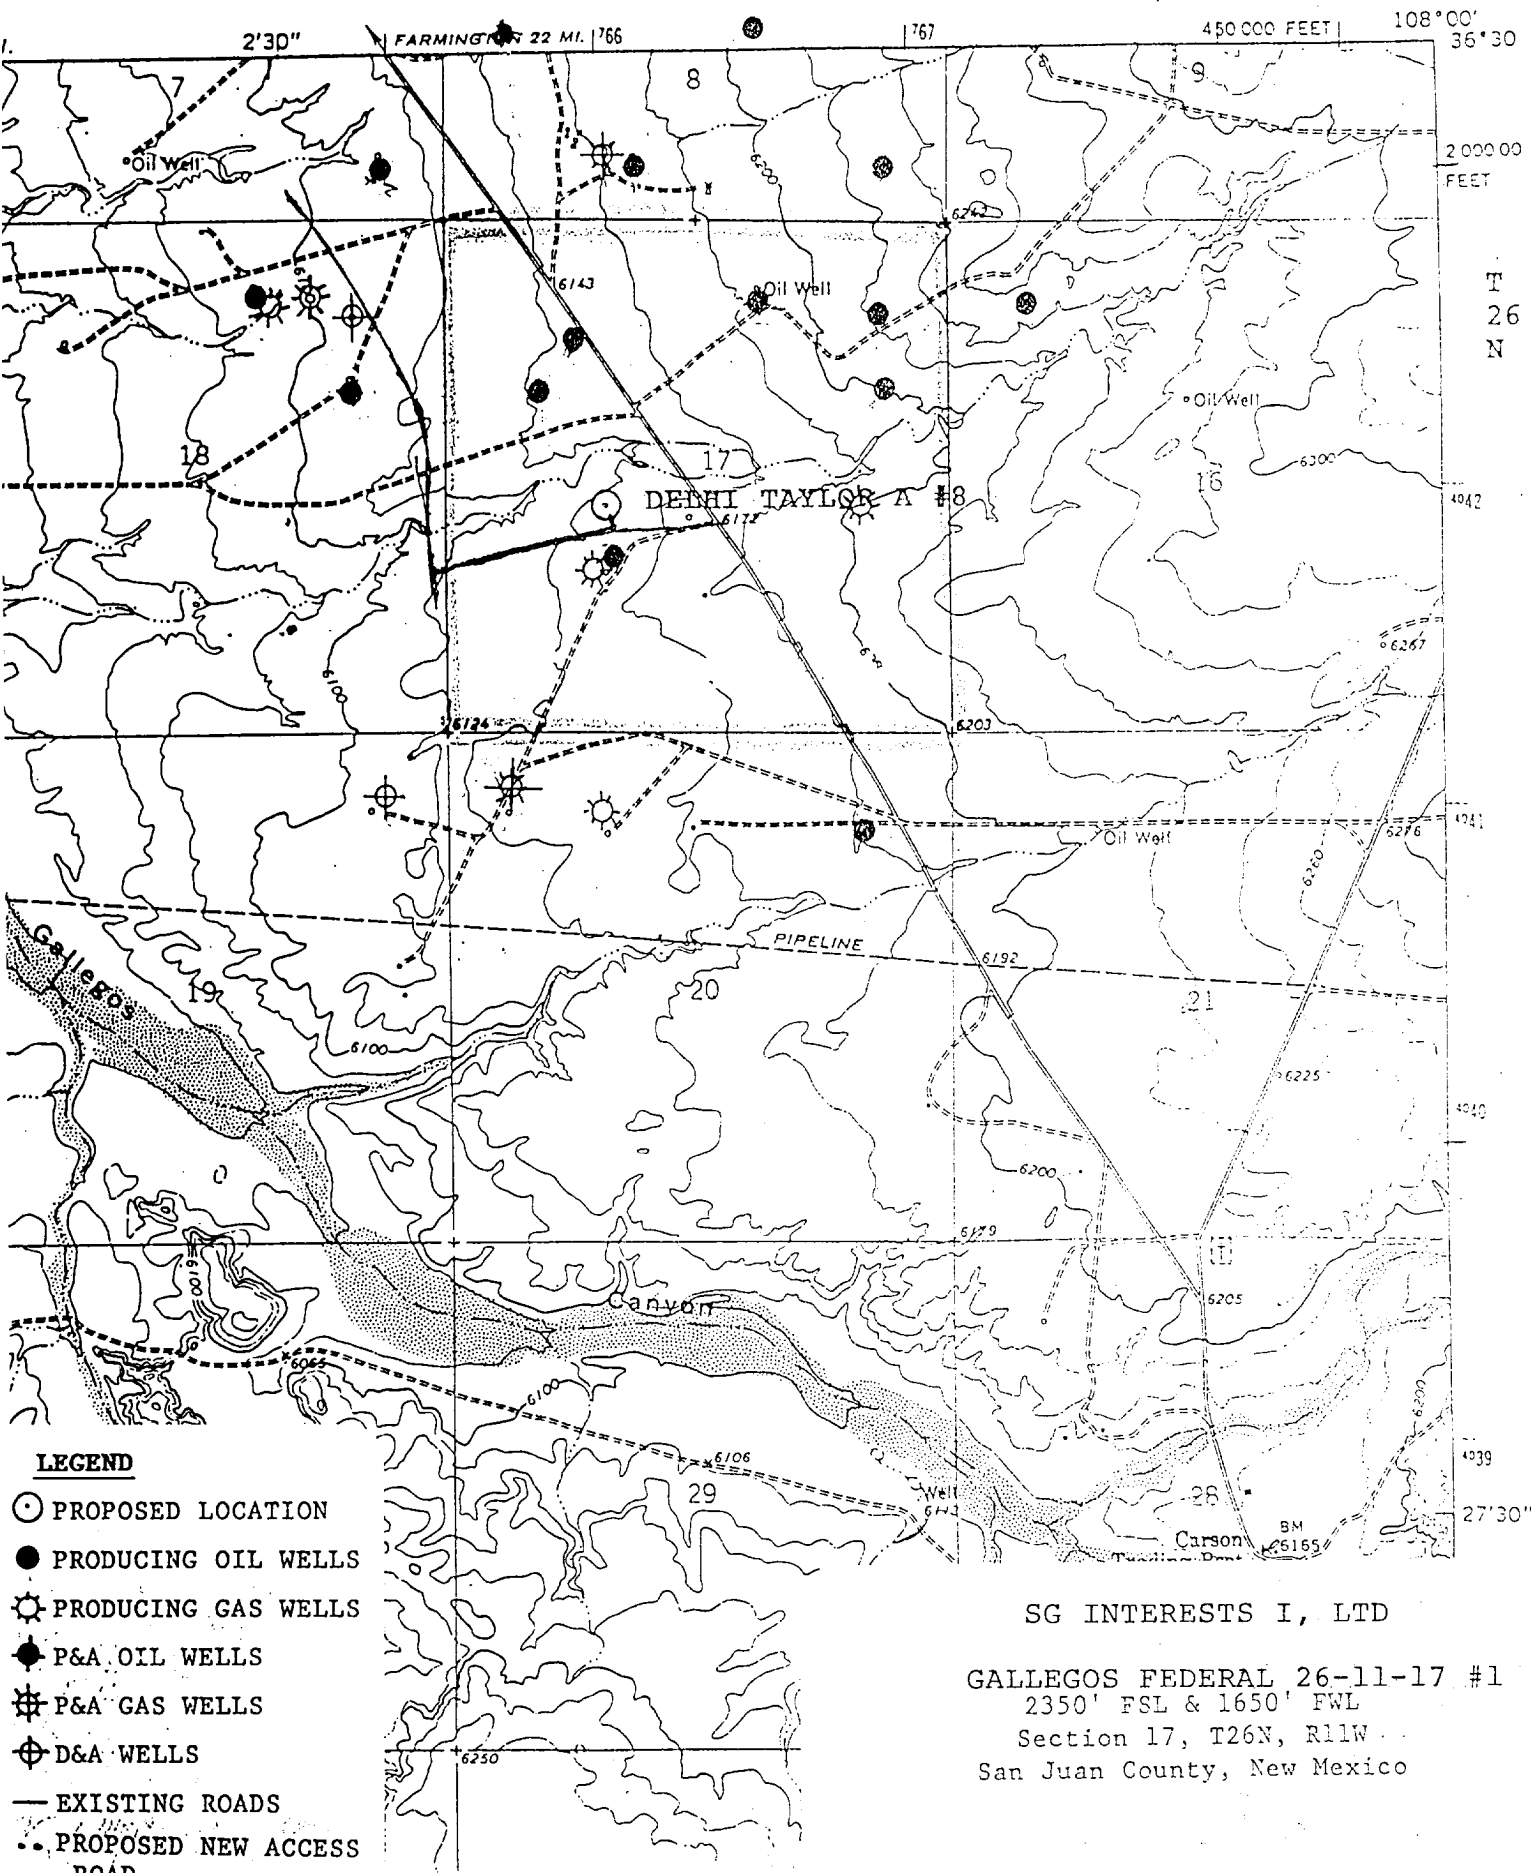 2'30"
FARMINGTON 22 MI.
766
767
450 000 FEET
108°00'
36°30
7
8
9
Oil Well
6200
2 000 00
FEET
6242
T
26
N
6143
Oil Well
Oil Well
18
17
16
6300
DELHI TAYLOR A #8
6172
4042
6267
6100
6124
6203
Oil Well
6276
4041
6260
Gallegos
PIPELINE
6192
19
20
21
6100
6225
4040
6200
6179
6100
6205
Canyon
6065
6100
6106
29
Well
28
4039
27'30"
Carson
BM
6165
LEGEND
PROPOSED LOCATION
PRODUCING OIL WELLS
PRODUCING GAS WELLS
P&A OIL WELLS
P&A GAS WELLS
D&A WELLS
EXISTING ROADS
PROPOSED NEW ACCESS
ROAD
6250
SG INTERESTS I, LTD
GALLEGOS FEDERAL 26-11-17 #1
2350' FSL & 1650' FWL
Section 17, T26N, R11W
San Juan County, New Mexico